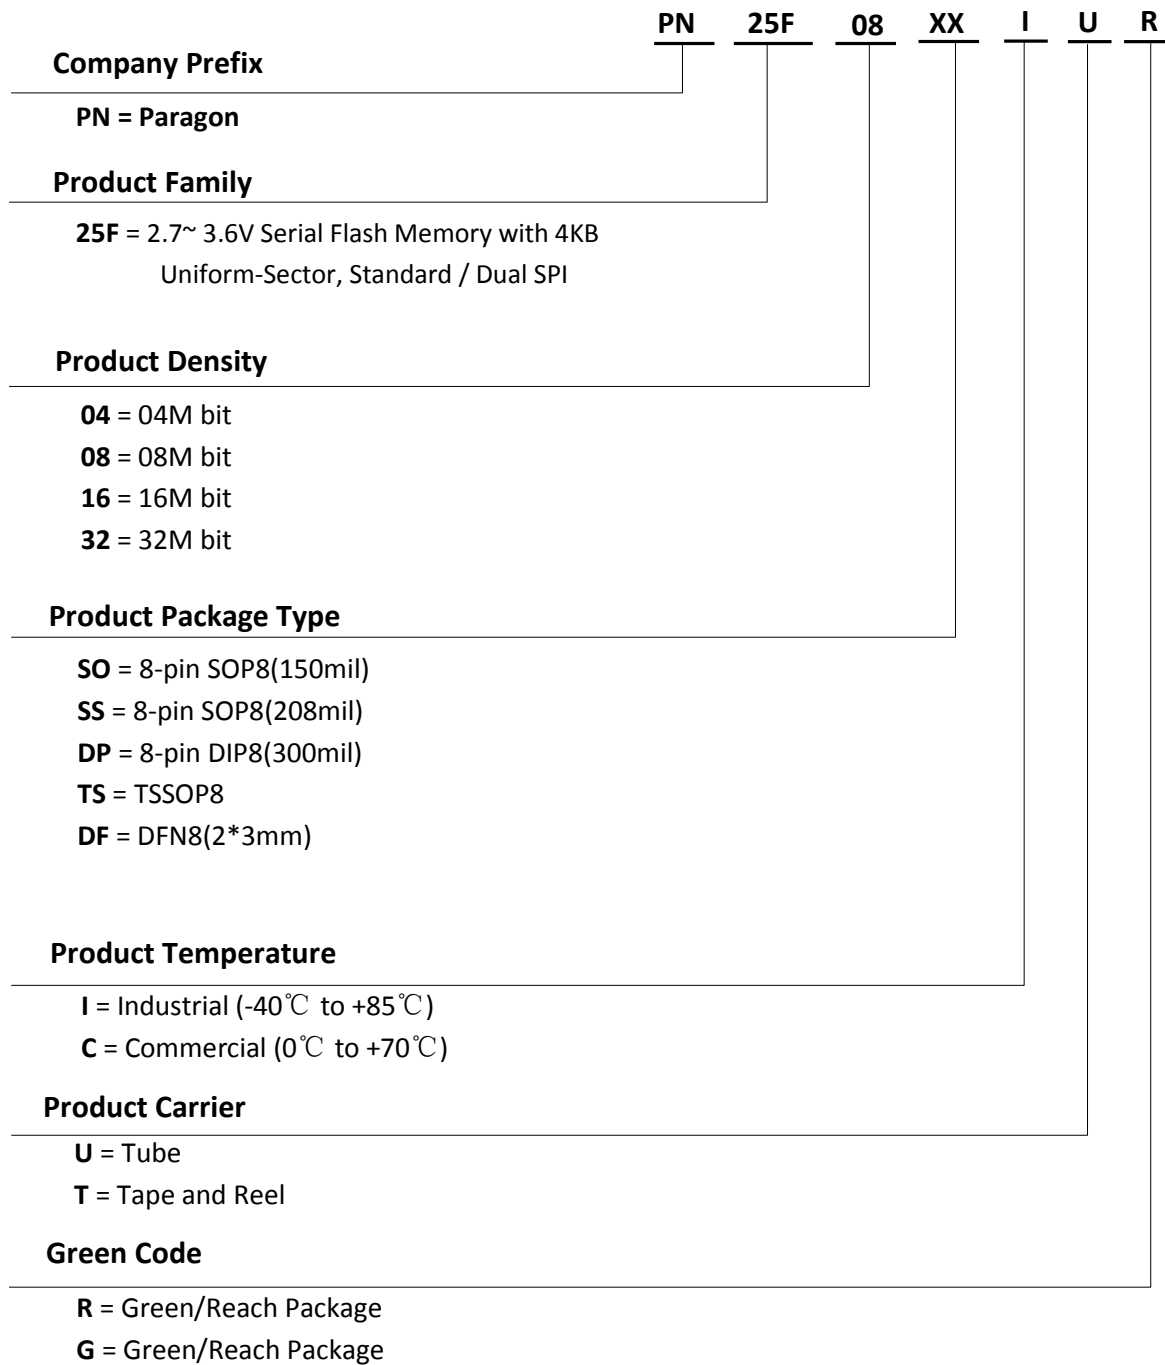 PN 25F 08 XX I U R
Company Prefix
PN = Paragon
Product Family
25F = 2.7~ 3.6V Serial Flash Memory with 4KB
Uniform-Sector, Standard / Dual SPI
Product Density
04 = 04M bit
08 = 08M bit
16 = 16M bit
32 = 32M bit
Product Package Type
SO = 8-pin SOP8(150mil)
SS = 8-pin SOP8(208mil)
DP = 8-pin DIP8(300mil)
TS = TSSOP8
DF = DFN8(2*3mm)
Product Temperature
I = Industrial (-40℃ to +85℃)
C = Commercial (0℃ to +70℃)
Product Carrier
U = Tube
T = Tape and Reel
Green Code
R = Green/Reach Package
G = Green/Reach Package